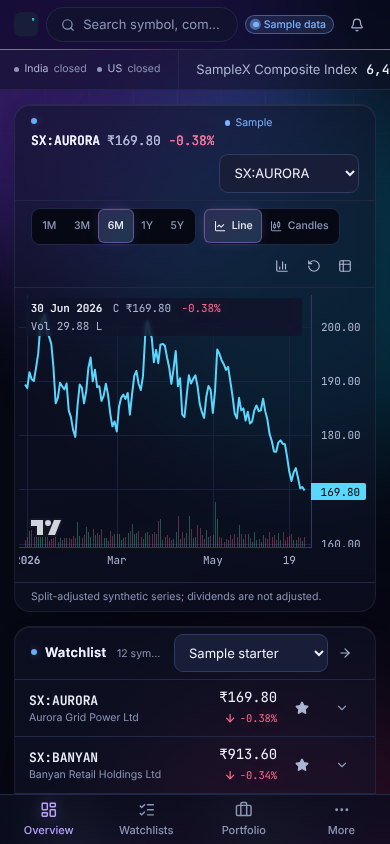 Search symbol, com...
Sample data
India closed
US closed
SampleX Composite Index 6,4
Sample
SX:AURORA ₹169.80 -0.38%
SX:AURORA
1M 3M 6M 1Y 5Y
Line
Candles
30 Jun 2026 C ₹169.80 -0.38%
Vol 29.88 L
200.00
190.00
180.00
169.80
160.00
2026 Mar May 19
Split-adjusted synthetic series; dividends are not adjusted.
Watchlist 12 sym...
Sample starter
SX:AURORA ₹169.80
Aurora Grid Power Ltd -0.38%
SX:BANYAN ₹913.60
Banyan Retail Holdings Ltd -0.34%
Overview Watchlists Portfolio More